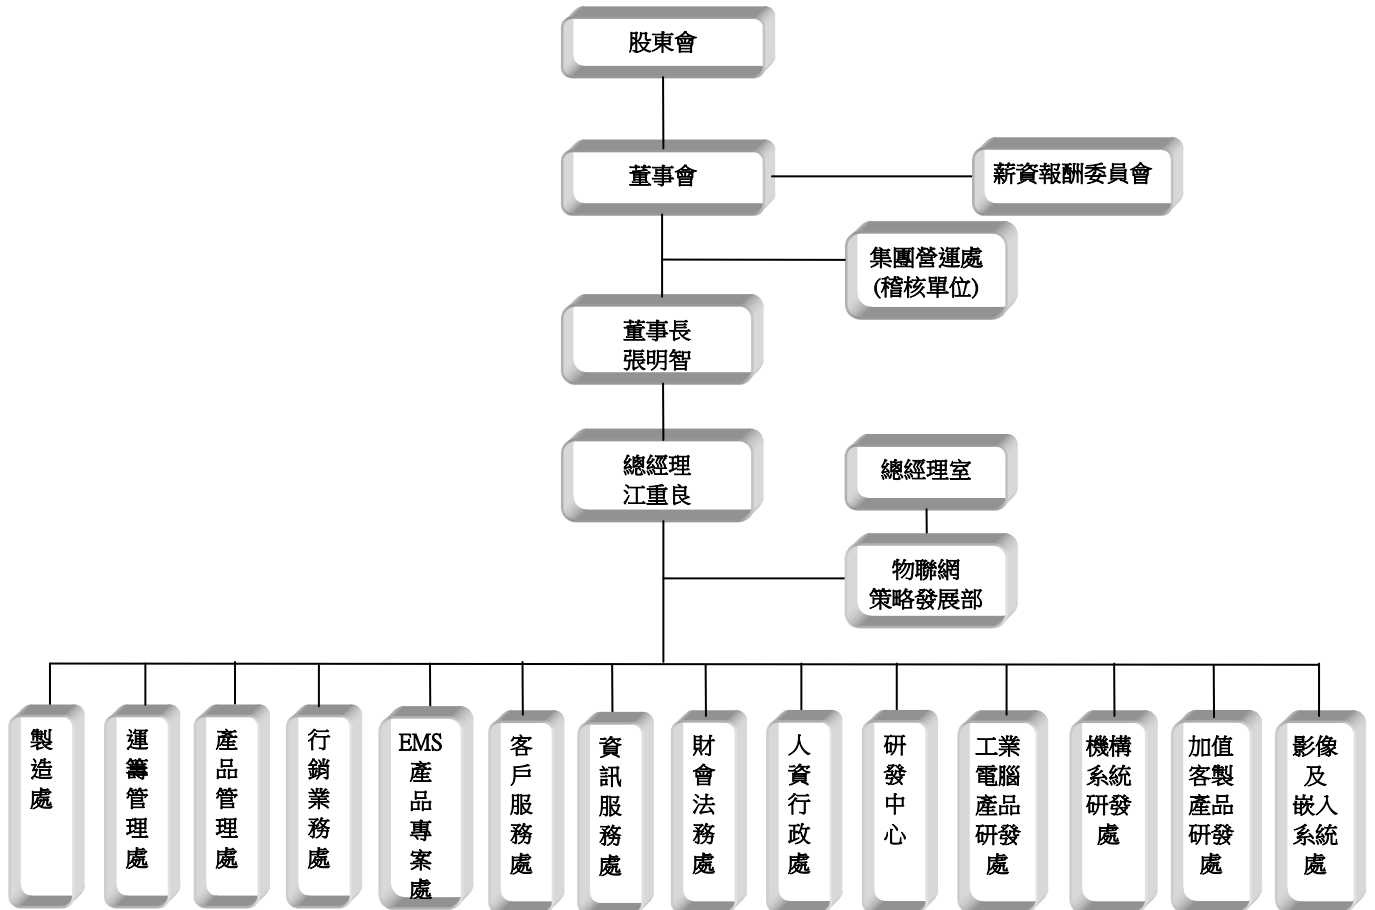 股東會
董事會
薪資報酬委員會
集團營運處
(稽核單位)
董事長
張明智
總經理
江重良
總經理室
物聯網
策略發展部
製造處
運籌管理處
產品管理處
行銷業務處
EMS
產品專案處
客戶服務處
資訊服務處
財會法務處
人資行政處
研發中心
工業
電腦
產品
研發
處
機構
系統
研發
處
加值
客製
產品
研發
處
影像
及
嵌入
系統
處